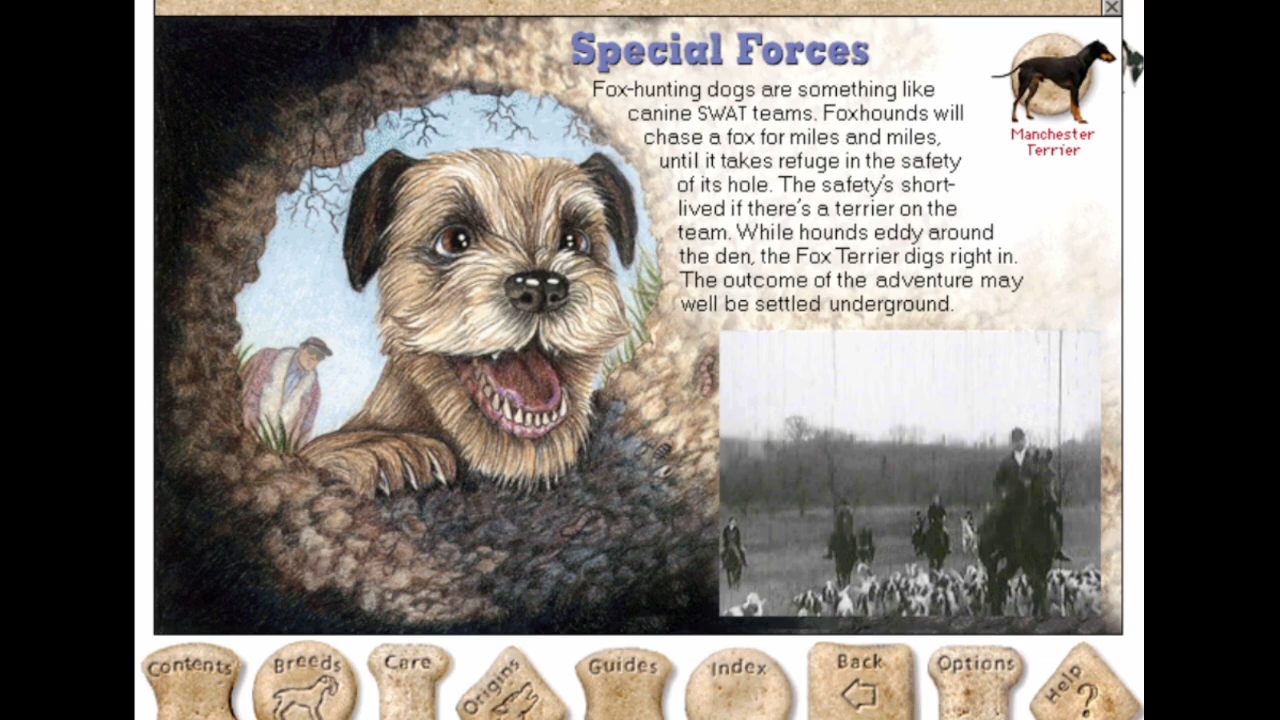 Special Forces
Fox-hunting dogs are something like
canine SWAT teams. Foxhounds will
chase a fox for miles and miles,
until it takes refuge in the safety
of its hole. The safety's short-
lived if there's a terrier on the
team. While hounds eddy around
the den, the Fox Terrier digs right in.
The outcome of the adventure may
well be settled underground.
Manchester
Terrier
Contents
Breeds
Care
Origins
Guides
Index
Back
Options
Help
?